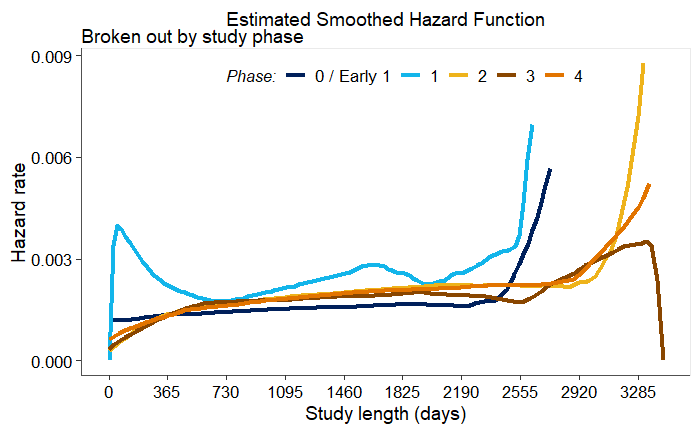 Estimated Smoothed Hazard Function
Broken out by study phase
Phase: 0 / Early 1 1 2 3 4
Hazard rate
0.009
0.006
0.003
0.000
0 365 730 1095 1460 1825 2190 2555 2920 3285
Study length (days)